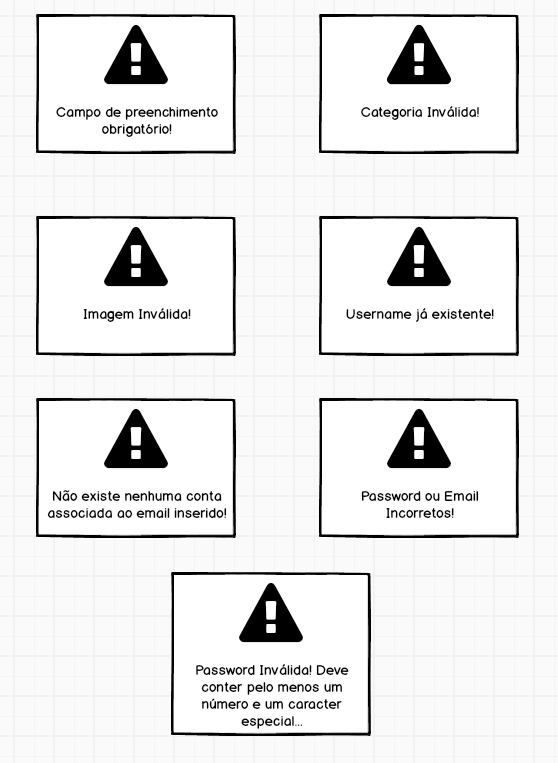 Campo de preenchimento
obrigatório!
Categoria Inválida!
Imagem Inválida!
Username já existente!
Não existe nenhuma conta
associada ao email inserido!
Password ou Email
Incorretos!
Password Inválida! Deve
conter pelo menos um
número e um caracter
especial...